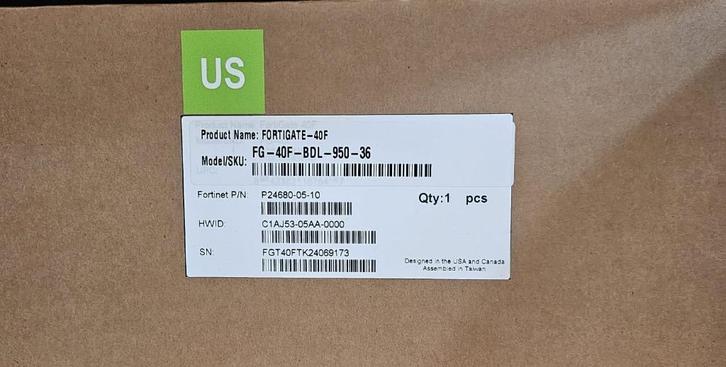 US
Product Name: FORTIGATE-40F
Model/SKU: FG-40F-BDL-950-36
Fortinet P/N: P24680-05-10
Qty:1 pcs
HWID: C1AJ53-05AA-0000
SN: FGT40FTK24069173
Designed in the USA and Canada
Assembled in Taiwan